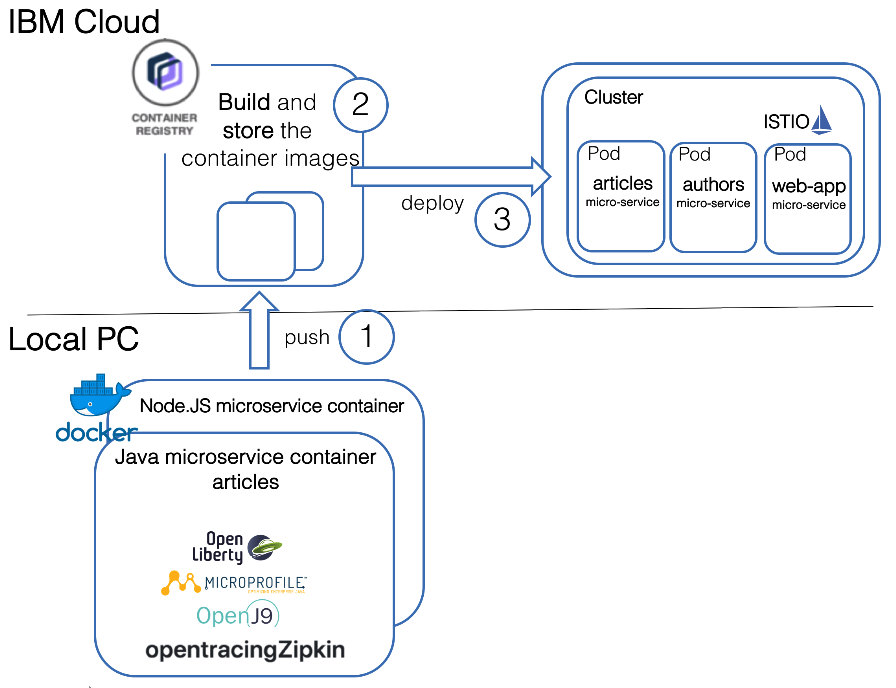 IBM Cloud
CONTAINER
REGISTRY
Build and
store the
container images
2
deploy
3
Cluster
ISTIO
Pod
articles
micro-service
Pod
authors
micro-service
Pod
web-app
micro-service
push
1
Local PC
docker
Node.JS microservice container
Java microservice container
articles
Open
Liberty
MICROPROFILE
OpenJ9
opentracingZipkin